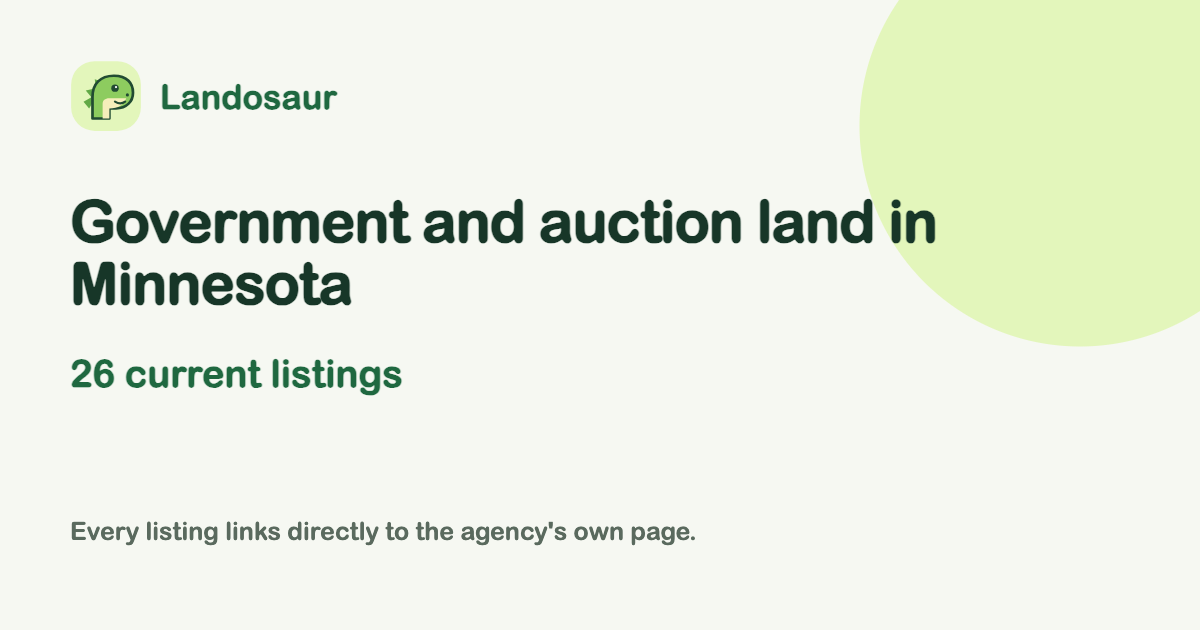 Landosaur
Government and auction land in
Minnesota
26 current listings
Every listing links directly to the agency's own page.